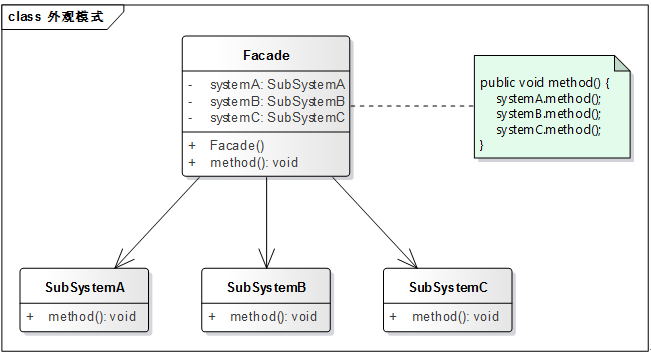 class 外观模式
Facade
- systemA: SubSystemA
- systemB: SubSystemB
- systemC: SubSystemC
+ Facade()
+ method(): void
public void method() {
systemA.method();
systemB.method();
systemC.method();
}
SubSystemA
+ method(): void
SubSystemB
+ method(): void
SubSystemC
+ method(): void